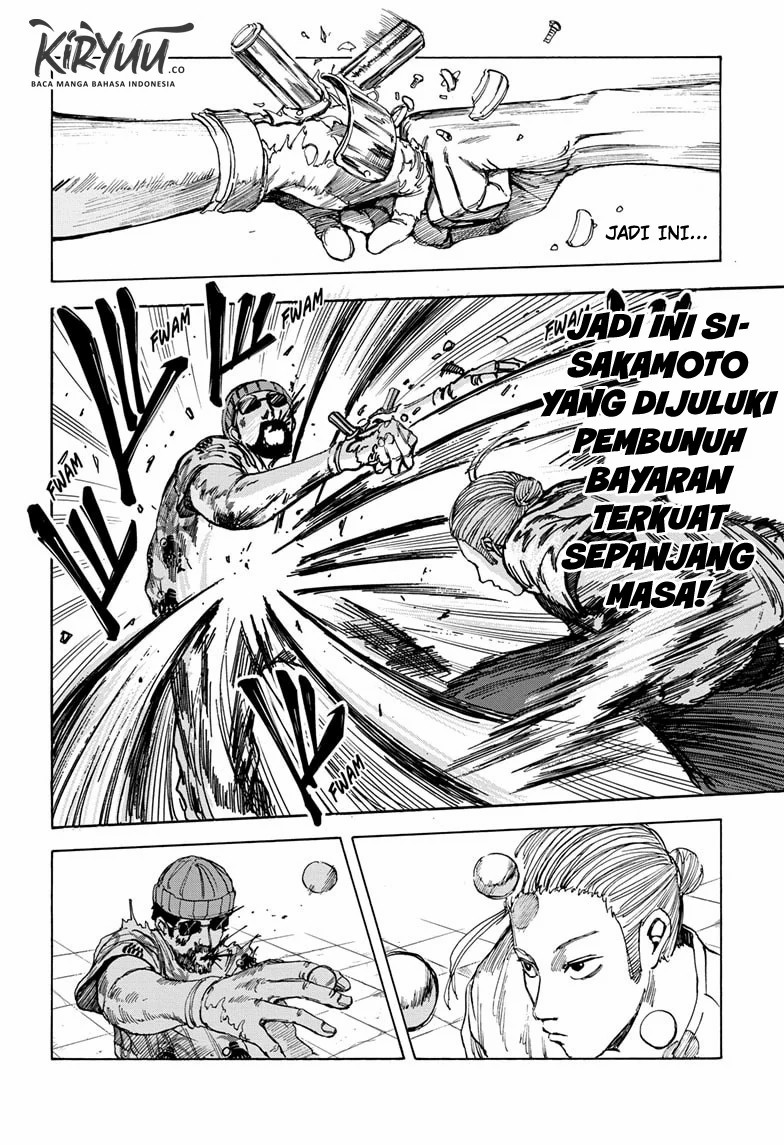 KIRYUU.CO
BACA MANGA BAHASA INDONESIA
JADI INI...
FWAM
FWAM
FWAM
FWAM
FWAM
JADI INI SI-
SAKAMOTO
YANG DIJULUKI
PEMBUNUH
BAYARAN
TERKUAT
SEPANJANG
MASA!
FWAM
FWAM